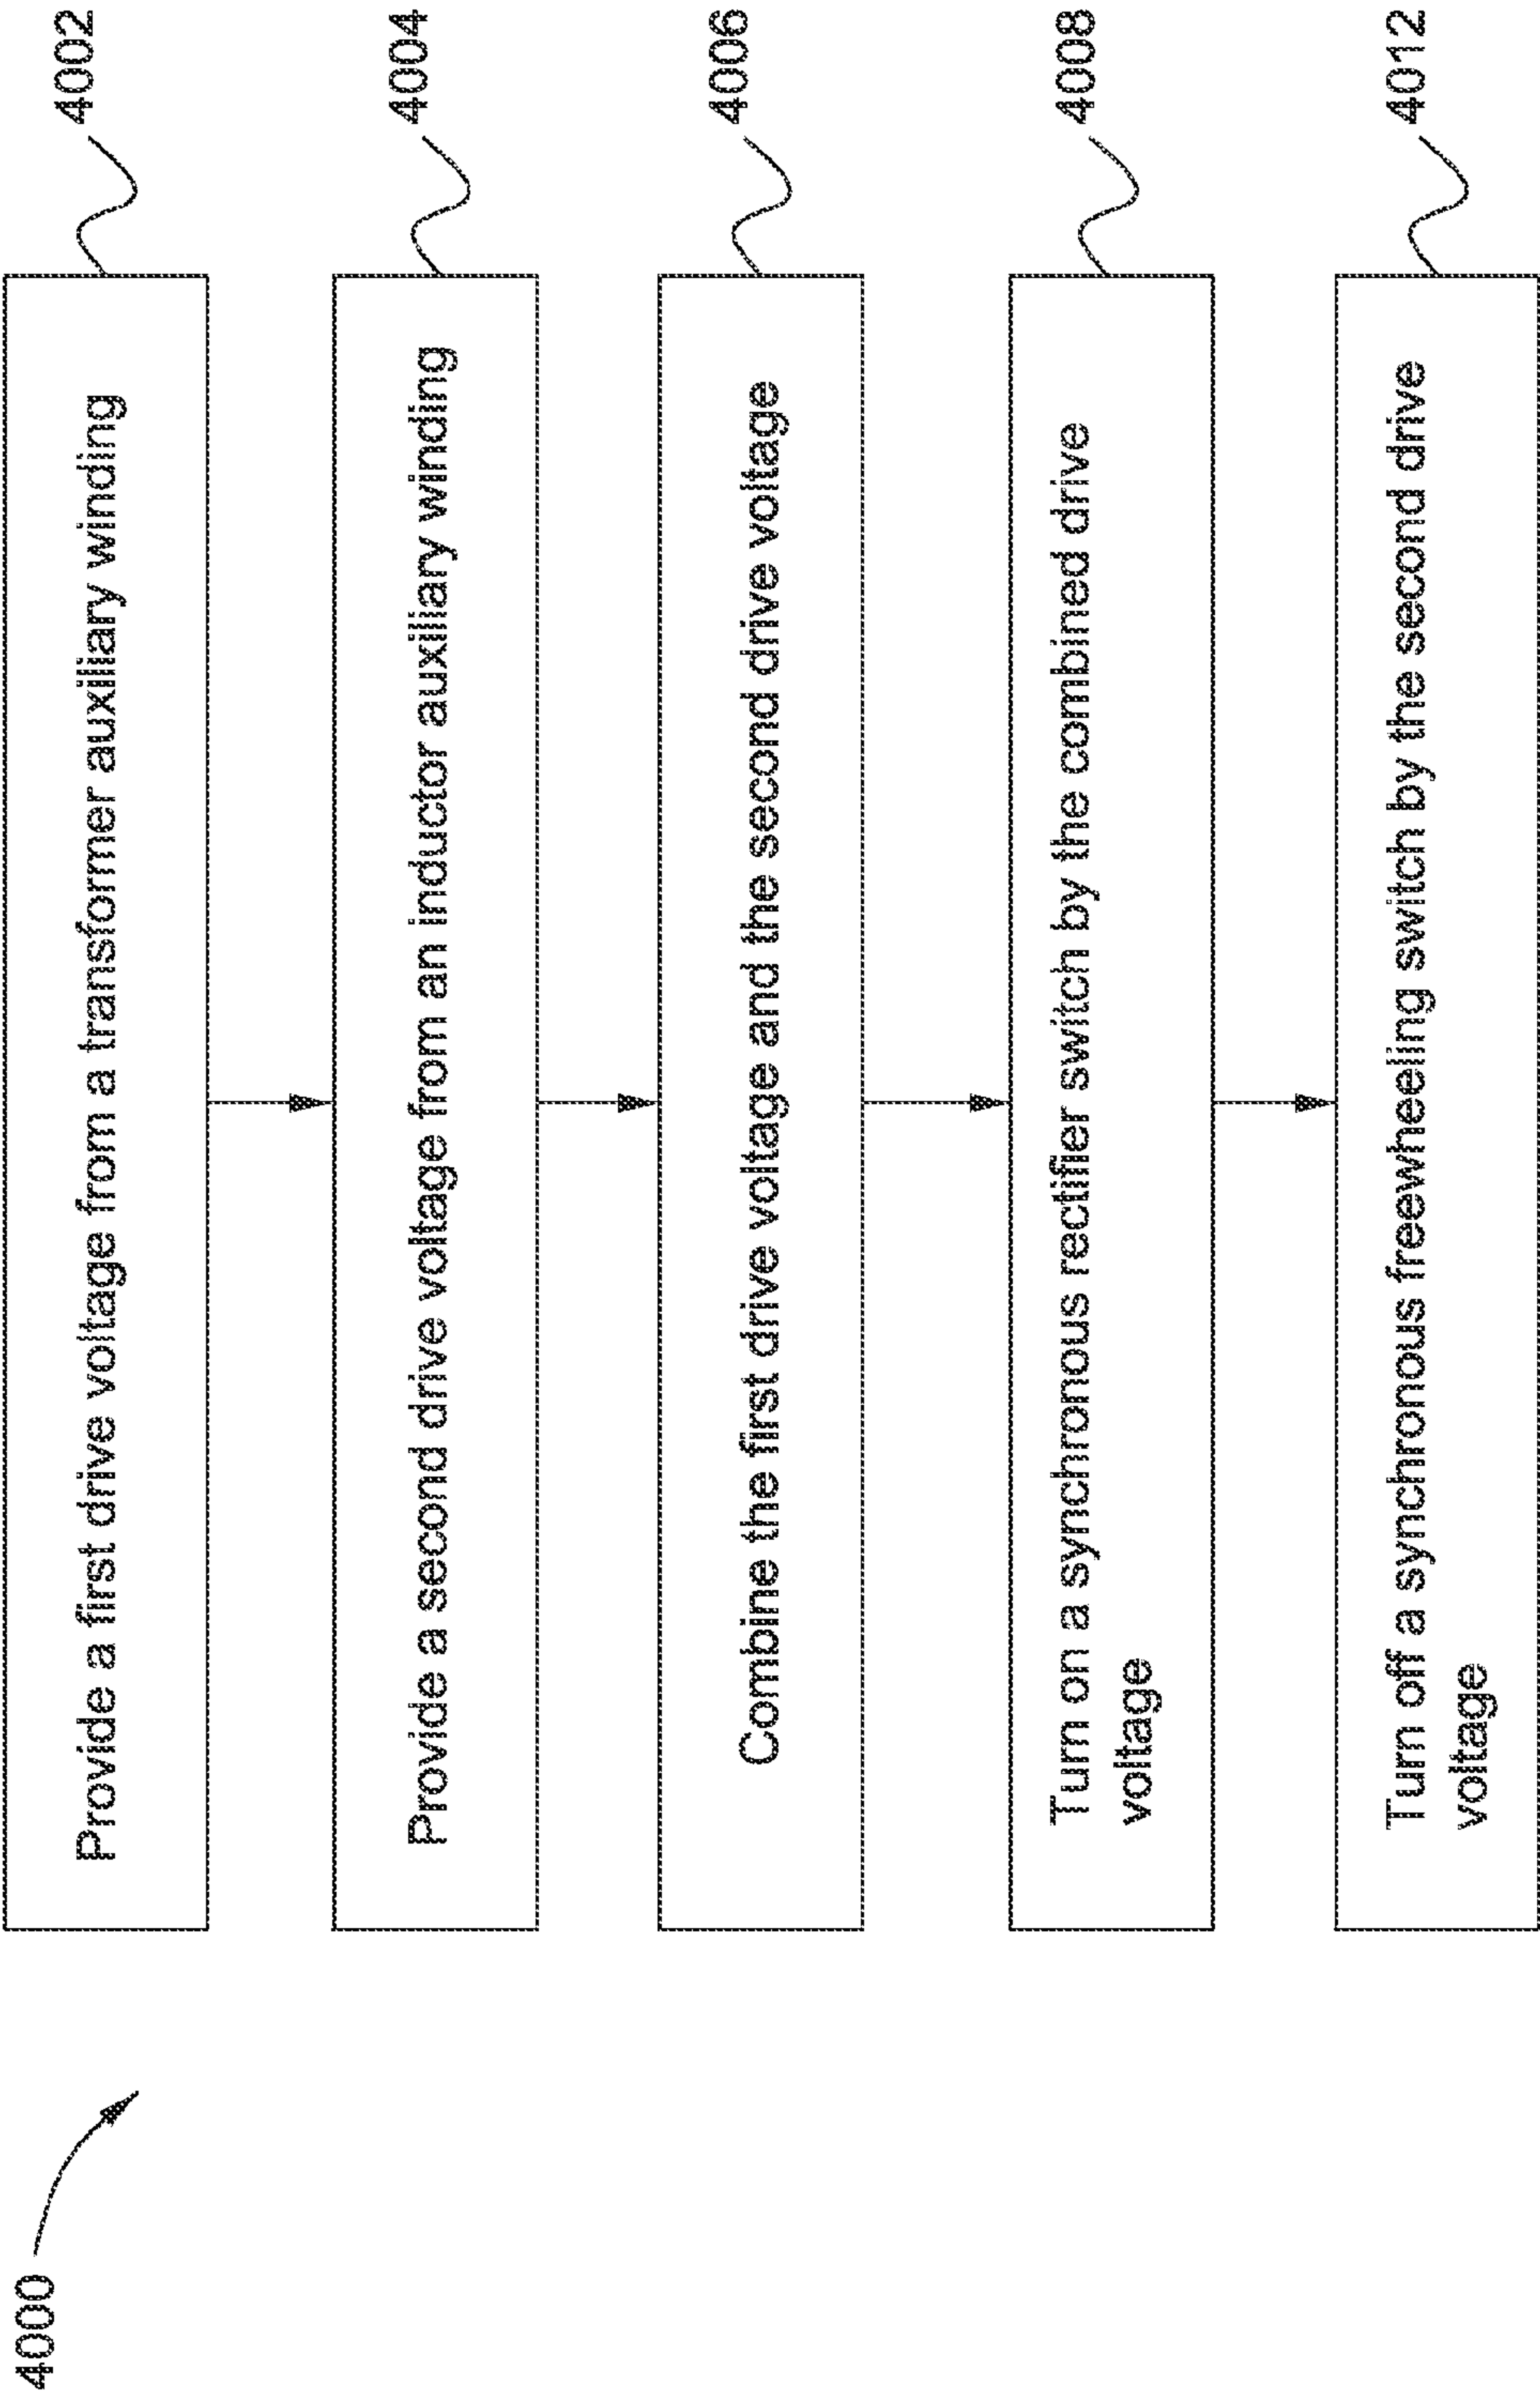 4000
Provide a first drive voltage from a transformer auxiliary winding
4002
Provide a second drive voltage from an inductor auxiliary winding
4004
Combine the first drive voltage and the second drive voltage
4006
Turn on a synchronous rectifier switch by the combined drive
voltage
4008
Turn off a synchronous freewheeling switch by the second drive
voltage
4012